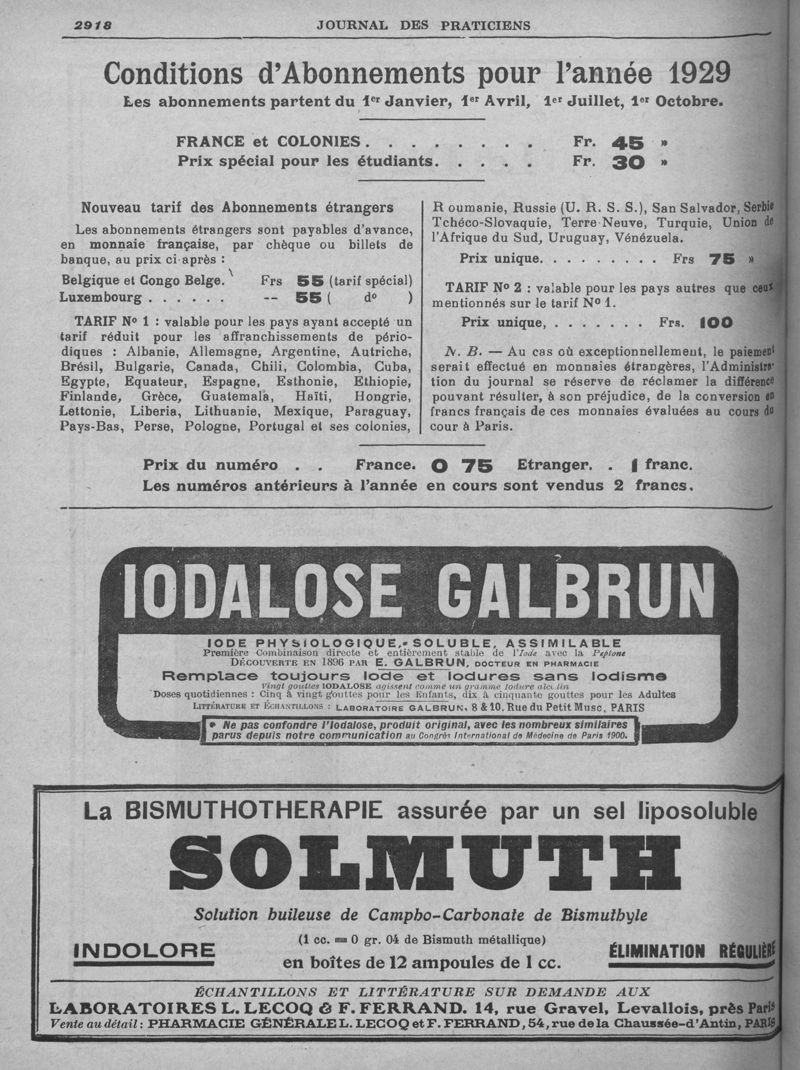 2918
JOURNAL DES PRATICIENS
Conditions d'Abonnements pour l'année 1929
Les abonnements partent du 1er Janvier, 1er Avril, 1er Juillet, 1er Octobre.
FRANCE et COLONIES. . . . . . . . Fr. 45 »
Prix spécial pour les étudiants. . . . . Fr. 30 »
Nouveau tarif des Abonnements étrangers
Les abonnements étrangers sont payables d'avance,
en monnaie française, par chèque ou billets de
banque, au prix ci-après :
Belgique et Congo Belge. Frs 55 (tarif spécial)
Luxembourg . . . . . . -- 55 ( do )
TARIF No 1 : valable pour les pays ayant accepté un
tarif réduit pour les affranchissements de pério-
diques : Albanie, Allemagne, Argentine, Autriche,
Brésil, Bulgarie, Canada, Chili, Colombia, Cuba,
Egypte, Equateur, Espagne, Esthonie, Ethiopie,
Finlande, Grèce, Guatemala, Haïti, Hongrie,
Lettonie, Liberia, Lithuanie, Mexique, Paraguay,
Pays-Bas, Perse, Pologne, Portugal et ses colonies,
Roumanie, Russie (U. R. S. S.), San Salvador, Serbie
Tchéco-Slovaquie, Terre-Neuve, Turquie, Union de
l'Afrique du Sud, Uruguay, Vénézuela.
Prix unique. . . . . . . . . Frs 75 »
TARIF No 2 : valable pour les pays autres que ceux
mentionnés sur le tarif No 1.
Prix unique, . . . . . . . Frs. 100
N. B. — Au cas où exceptionnellement, le paiement
serait effectué en monnaies étrangères, l'Administra-
tion du journal se réserve de réclamer la différence
pouvant résulter, à son préjudice, de la conversion en
francs français de ces monnaies évaluées au cours du
cour à Paris.
Prix du numéro . . France. 0 75 Etranger. . 1 franc.
Les numéros antérieurs à l'année en cours sont vendus 2 francs.
IODALOSE GALBRUN
IODE PHYSIOLOGIQUE, SOLUBLE, ASSIMILABLE
Première Combinaison directe et entièrement stable de l'Iode avec la Peptone
DÉCOUVERTE EN 1896 PAR E. GALBRUN, DOCTEUR EN PHARMACIE
Remplace toujours Iode et Iodures sans Iodisme
Vingt gouttes IODALOSE agissent comme un gramme Iodure alcalin
Doses quotidiennes : Cinq à vingt gouttes pour les Enfants, dix à cinquante gouttes pour les Adultes
LITTÉRATURE ET ÉCHANTILLONS : LABORATOIRE GALBRUN, 8 & 10, Rue du Petit Musc, PARIS
Ne pas confondre l'Iodalose, produit original, avec les nombreux similaires
parus depuis notre communication au Congrès International de Médecine de Paris 1900.
La BISMUTHOTHERAPIE assurée par un sel liposoluble
SOLMUTH
Solution huileuse de Campho-Carbonate de Bismuthyle
(1 cc. = 0 gr. 04 de Bismuth métallique)
INDOLORE
en boîtes de 12 ampoules de 1 cc.
ÉLIMINATION RÉGULIÈRE
ÉCHANTILLONS ET LITTÉRATURE SUR DEMANDE AUX
LABORATOIRES L. LECOQ & F. FERRAND. 14, rue Gravel, Levallois, près Paris
Vente au détail : PHARMACIE GÉNÉRALE L. LECOQ et F. FERRAND, 54, rue de la Chaussée-d'Antin, PARIS